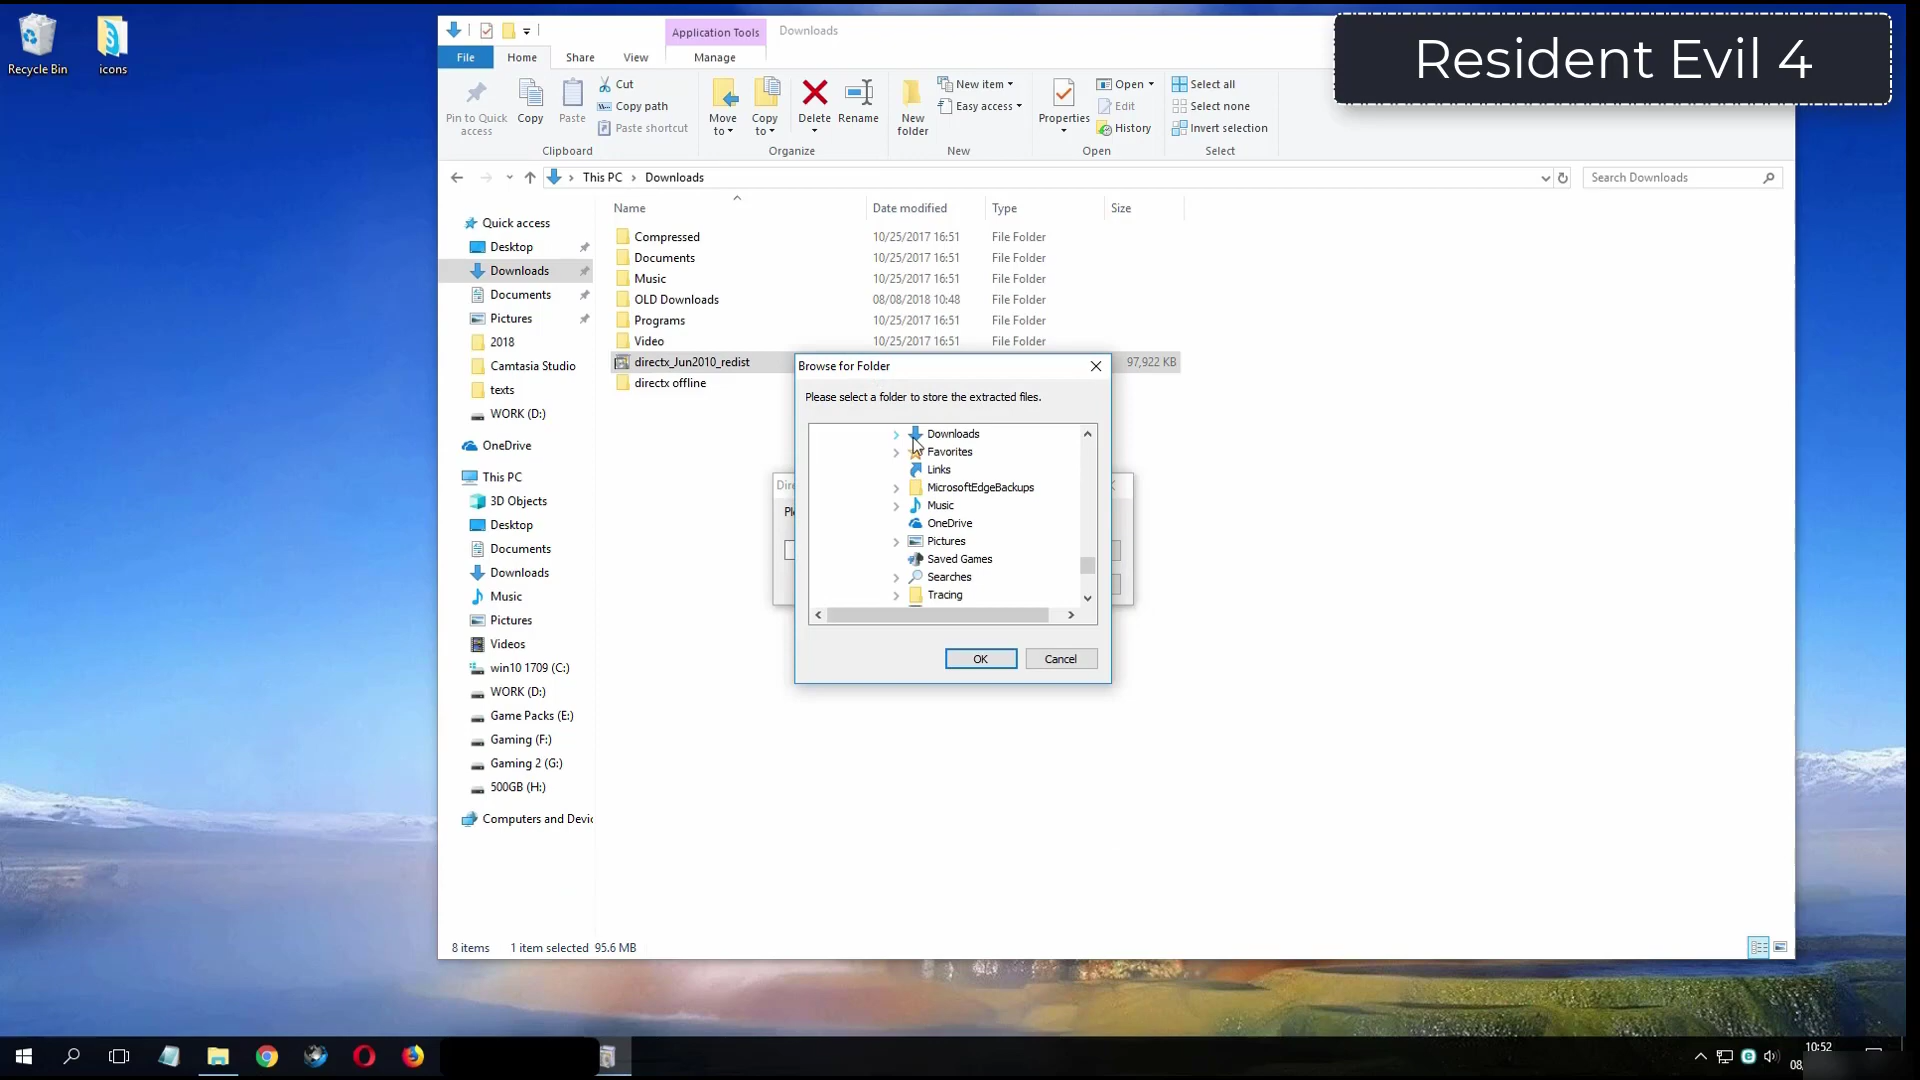 Recycle Bin
icons
Application Tools
Downloads
Resident Evil 4
File
Home
Share
View
Manage
Pin to Quick access
Copy
Paste
Cut
Copy path
Paste shortcut
Clipboard
Move to
Copy to
Delete
Rename
Organize
New folder
New item
Easy access
New
Properties
Open
Edit
History
Open
Select all
Select none
Invert selection
Select
This PC > Downloads
Search Downloads
Name
Date modified
Type
Size
Quick access
Desktop
Downloads
Documents
Pictures
2018
Camtasia Studio
texts
WORK (D:)
OneDrive
This PC
3D Objects
Desktop
Documents
Downloads
Music
Pictures
Videos
win10 1709 (C:)
WORK (D:)
Game Packs (E:)
Gaming (F:)
Gaming 2 (G:)
500GB (H:)
Computers and Devic
Compressed 10/25/2017 16:51 File Folder
Documents 10/25/2017 16:51 File Folder
Music 10/25/2017 16:51 File Folder
OLD Downloads 08/08/2018 10:48 File Folder
Programs 10/25/2017 16:51 File Folder
Video 10/25/2017 16:51 File Folder
directx_Jun2010_redist 97,922 KB
directx offline
Browse for Folder
Please select a folder to store the extracted files.
Downloads
Favorites
Links
MicrosoftEdgeBackups
Music
OneDrive
Pictures
Saved Games
Searches
Tracing
OK
Cancel
8 items
1 item selected 95.6 MB
10:52